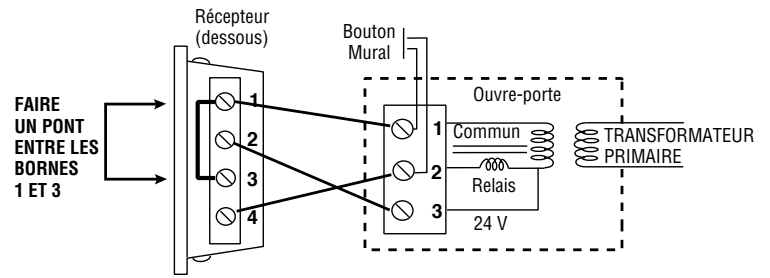 Récepteur
(dessous)
Bouton
Mural
FAIRE
UN PONT
ENTRE LES
BORNES
1 ET 3
1
2
3
4
Ouvre-porte
1
Commun
2
Relais
3
24 V
TRANSFORMATEUR
PRIMAIRE